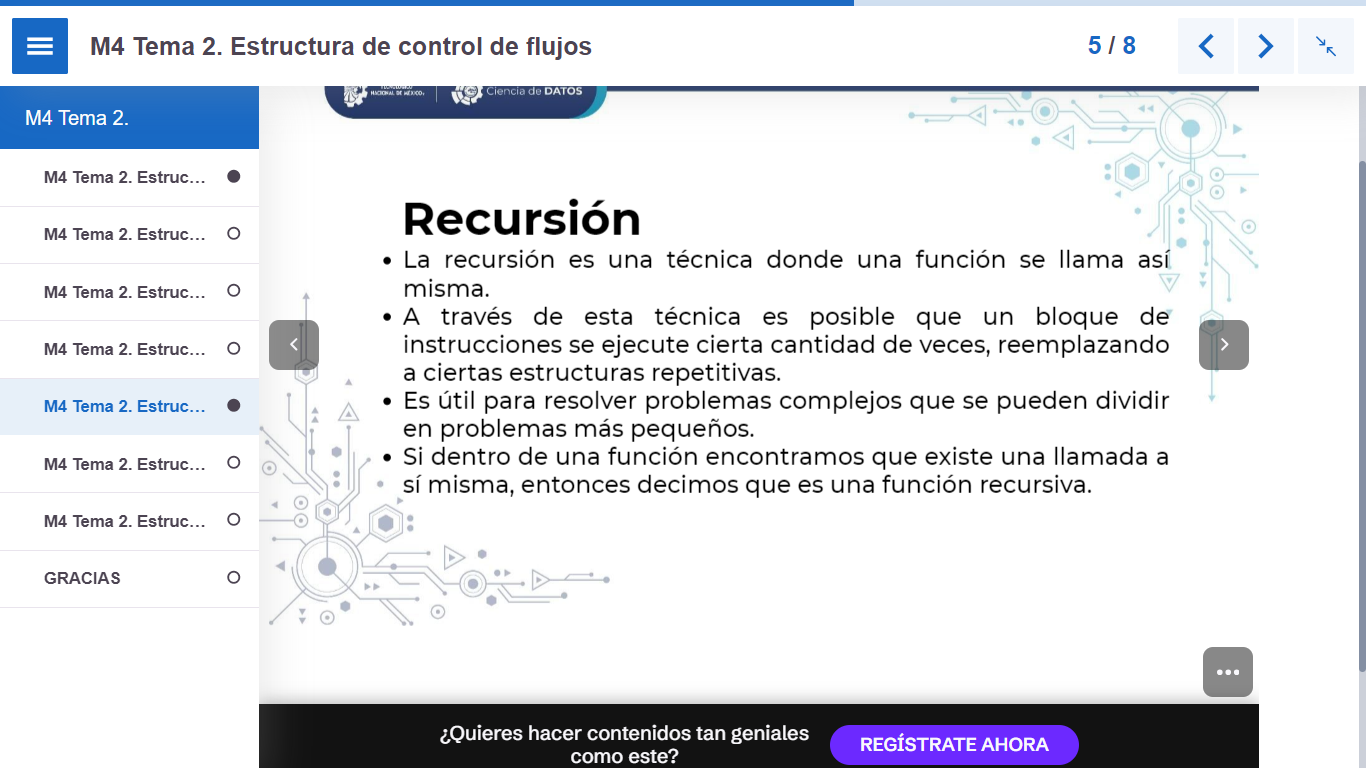 M4 Tema 2. Estructura de control de flujos
5 / 8
M4 Tema 2.
M4 Tema 2. Estruc...
M4 Tema 2. Estruc...
M4 Tema 2. Estruc...
M4 Tema 2. Estruc...
M4 Tema 2. Estruc...
M4 Tema 2. Estruc...
M4 Tema 2. Estruc...
GRACIAS
TECNOLÓGICO
NACIONAL DE MÉXICO
Ciencia de DATOS
Recursión
• La recursión es una técnica donde una función se llama así
misma.
• A través de esta técnica es posible que un bloque de
instrucciones se ejecute cierta cantidad de veces, reemplazando
a ciertas estructuras repetitivas.
• Es útil para resolver problemas complejos que se pueden dividir
en problemas más pequeños.
• Si dentro de una función encontramos que existe una llamada a
sí misma, entonces decimos que es una función recursiva.
¿Quieres hacer contenidos tan geniales
como este?
REGÍSTRATE AHORA